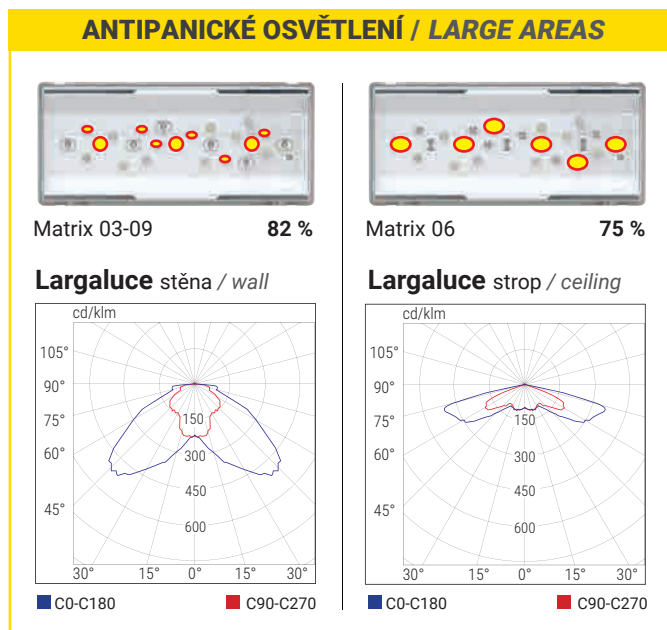 ANTIPANICKÉ OSVĚTLENÍ / LARGE AREAS
Matrix 03-09 82 %
Largaluce stěna / wall
cd/klm
105°
90°
75°
60°
45°
150
300
450
600
30° 15° 0° 15° 30°
C0-C180 C90-C270
Matrix 06 75 %
Largaluce strop / ceiling
cd/klm
105°
90°
75°
60°
45°
150
300
450
600
30° 15° 0° 15° 30°
C0-C180 C90-C270